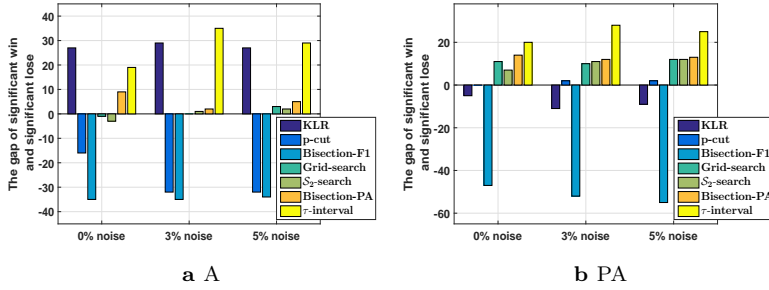 The gap of significant win
and significant lose
40
30
20
10
0
-10
-20
-30
-40
0% noise
3% noise
5% noise
KLR
p-cut
Bisection-F1
Grid-search
S₂-search
Bisection-PA
τ-interval
a A
The gap of significant win
and significant lose
20
0
-20
-40
-60
0% noise
3% noise
5% noise
KLR
p-cut
Bisection-F1
Grid-search
S₂-search
Bisection-PA
τ-interval
b PA